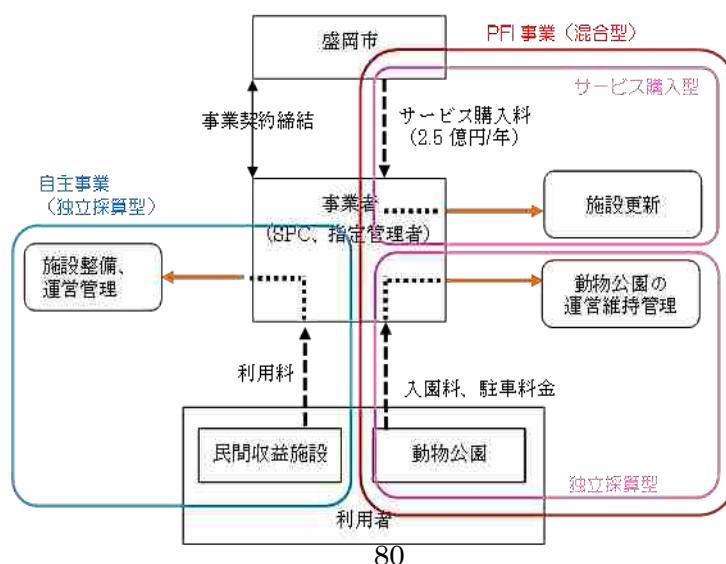 盛岡市
PFI 事業（混合型）
サービス購入型
事業契約締結
サービス購入料
（2.5 億円/年）
自主事業
（独立採算型）
事業者
（SPC、指定管理者）
施設更新
施設整備、
運営管理
動物公園の
運営維持管理
利用料
入園料、駐車料金
民間収益施設
動物公園
独立採算型
利用者
80